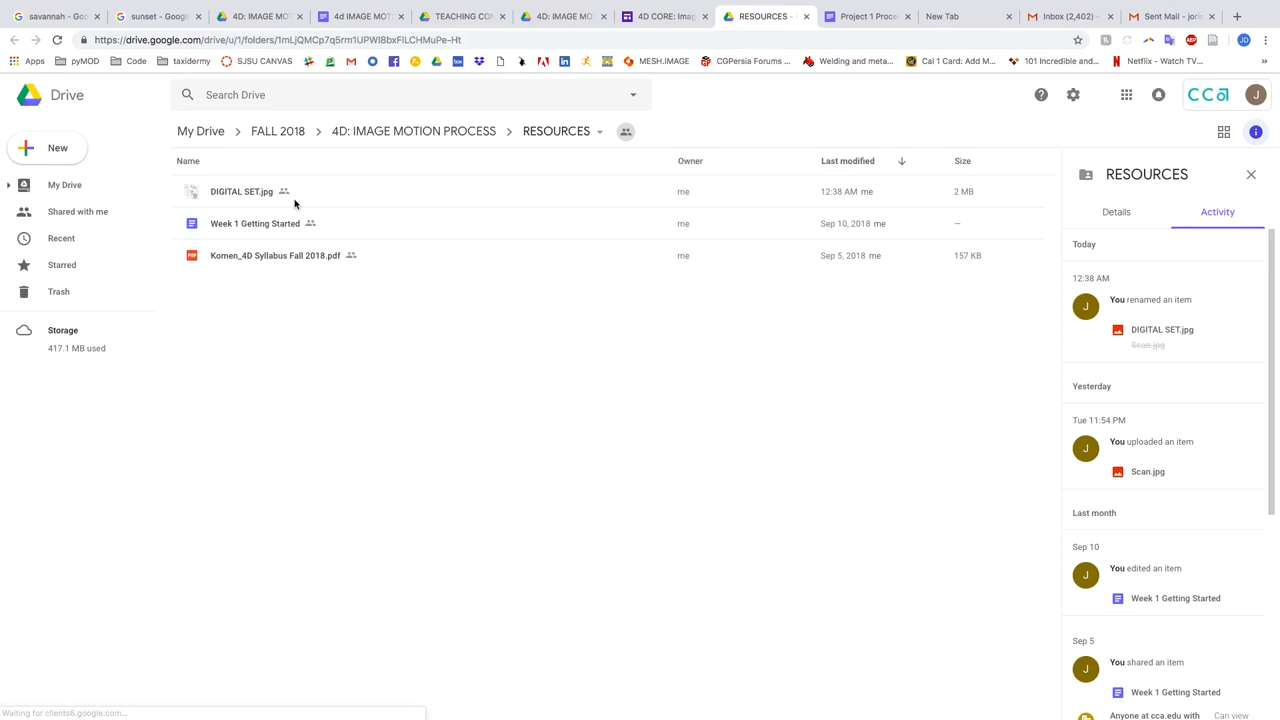 savannah - Goo
sunset - Google
4D: IMAGE MO
4d IMAGE MOT
TEACHING CON
4D: IMAGE MO
4D CORE: Imag
RESOURCES -
Project 1 Proce
New Tab
Inbox (2,402) -
Sent Mail - jori
https://drive.google.com/drive/u/1/folders/1mLjQMCp7q5rm1UPWI8bxFlLCHMuPe-Ht
Apps
pyMOD
Code
taxidermy
SJSU CANVAS
MESH.IMAGE
CGPersia Forums ...
Welding and meta...
Cal 1 Card: Add M...
101 Incredible and...
Netflix - Watch TV...
»
Drive
Search Drive
CCa
J
New
My Drive > FALL 2018 > 4D: IMAGE MOTION PROCESS > RESOURCES
Name
Owner
Last modified
Size
DIGITAL SET.jpg
me
12:38 AM me
2 MB
Week 1 Getting Started
me
Sep 10, 2018 me
—
Komen_4D Syllabus Fall 2018.pdf
me
Sep 5, 2018 me
157 KB
My Drive
Shared with me
Recent
Starred
Trash
Storage
417.1 MB used
RESOURCES
Details
Activity
Today
12:38 AM
J
You renamed an item
DIGITAL SET.jpg
Scan.jpg
Yesterday
Tue 11:54 PM
J
You uploaded an item
Scan.jpg
Last month
Sep 10
J
You edited an item
Week 1 Getting Started
Sep 5
J
You shared an item
Week 1 Getting Started
Anyone at cca.edu with
Can view
Waiting for clients6.google.com...